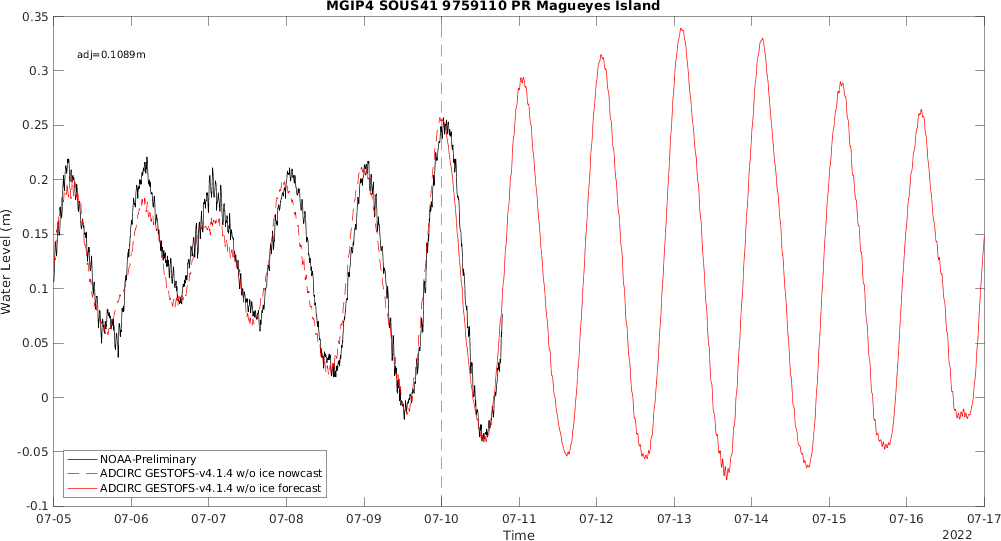 MGIP4 SOUS41 9759110 PR Magueyes Island
adj=0.1089m
0.35
0.3
0.25
0.2
0.15
0.1
0.05
0
-0.05
-0.1
Water Level (m)
NOAA-Preliminary
ADCIRC GESTOFS-v4.1.4 w/o ice nowcast
ADCIRC GESTOFS-v4.1.4 w/o ice forecast
07-05 07-06 07-07 07-08 07-09 07-10 07-11 07-12 07-13 07-14 07-15 07-16 07-17
Time
2022